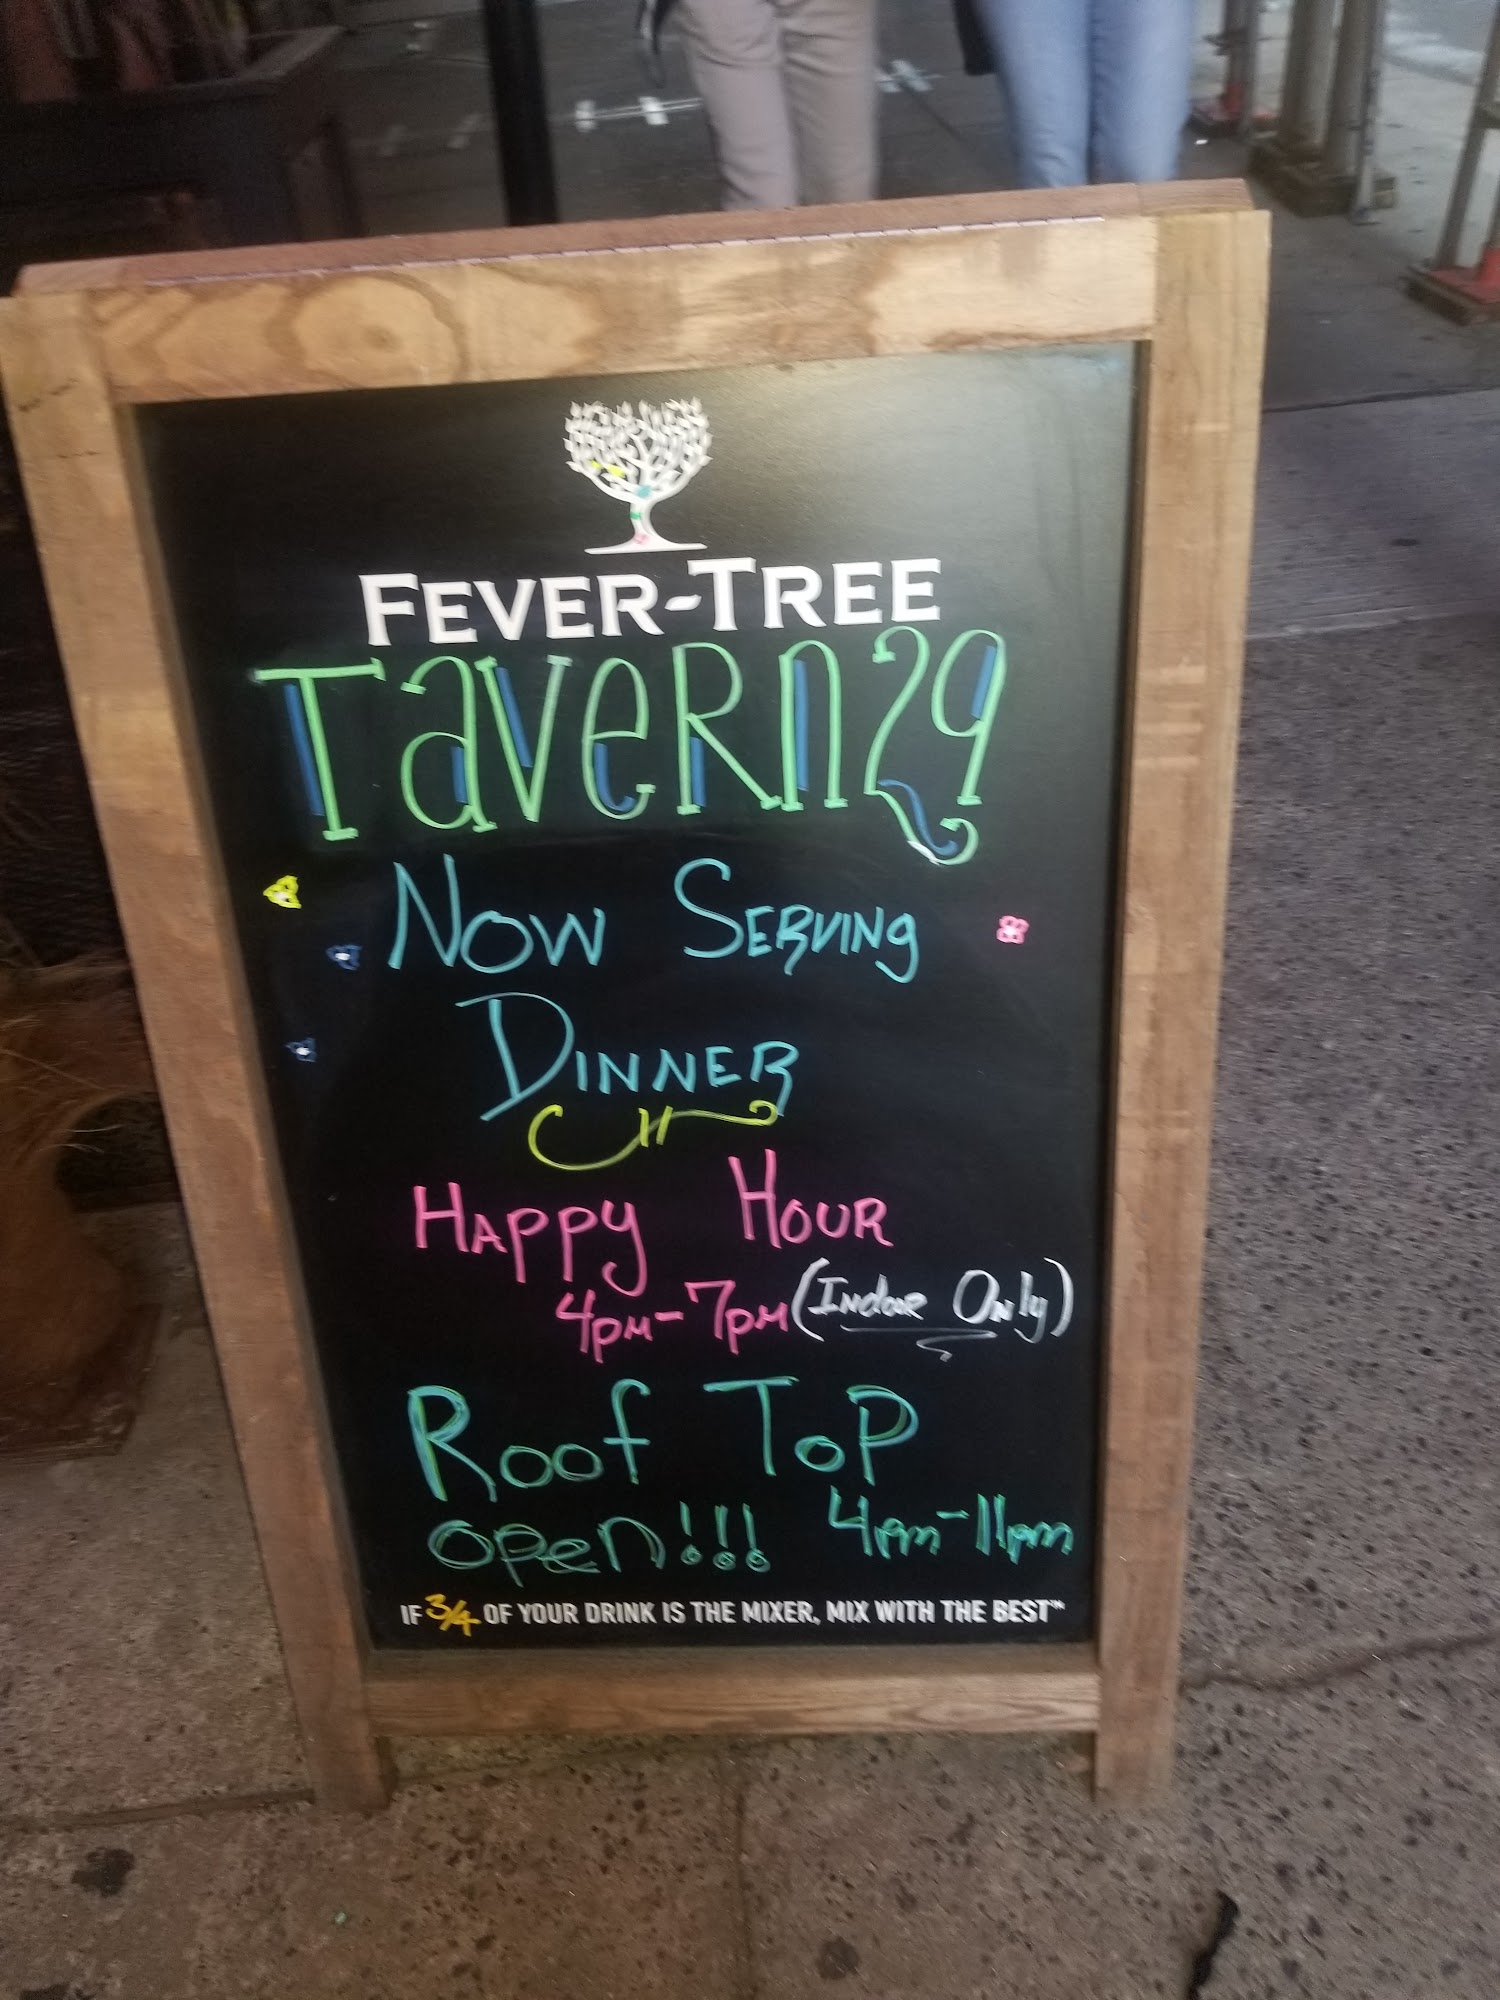 FEVER-TREE
TaveRn29
NOW SERVING
DINNER
HAPPY HOUR
4PM-7PM (Indoor Only)
Roof ToP
open!!! 4pm-11pm
IF 3/4 OF YOUR DRINK IS THE MIXER, MIX WITH THE BEST™